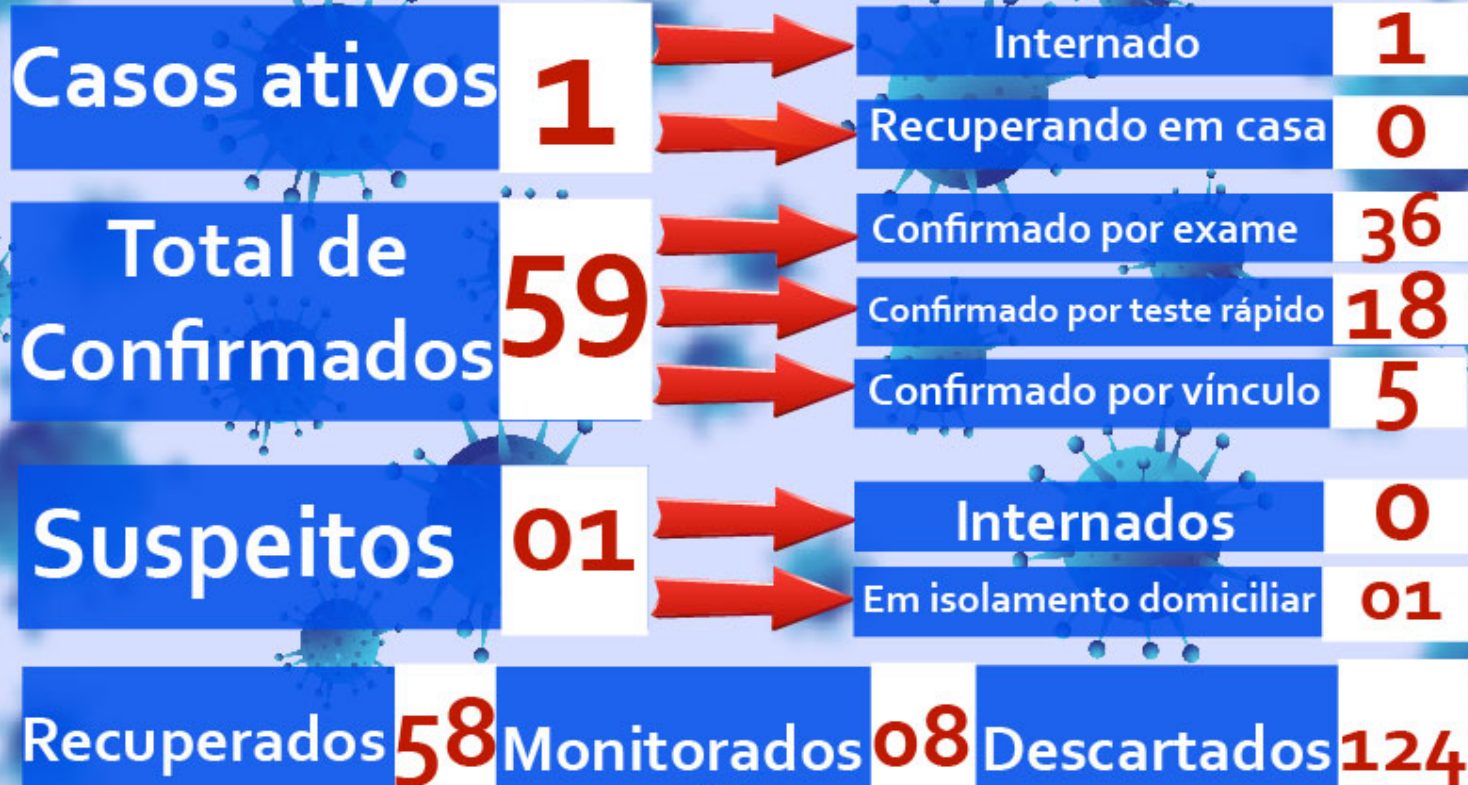 Casos ativos 1
Internado 1
Recuperando em casa 0
Total de
Confirmados 59
Confirmado por exame 36
Confirmado por teste rápido 18
Confirmado por vínculo 5
Suspeitos 01
Internados 0
Em isolamento domiciliar 01
Recuperados 58 Monitorados 08 Descartados 124